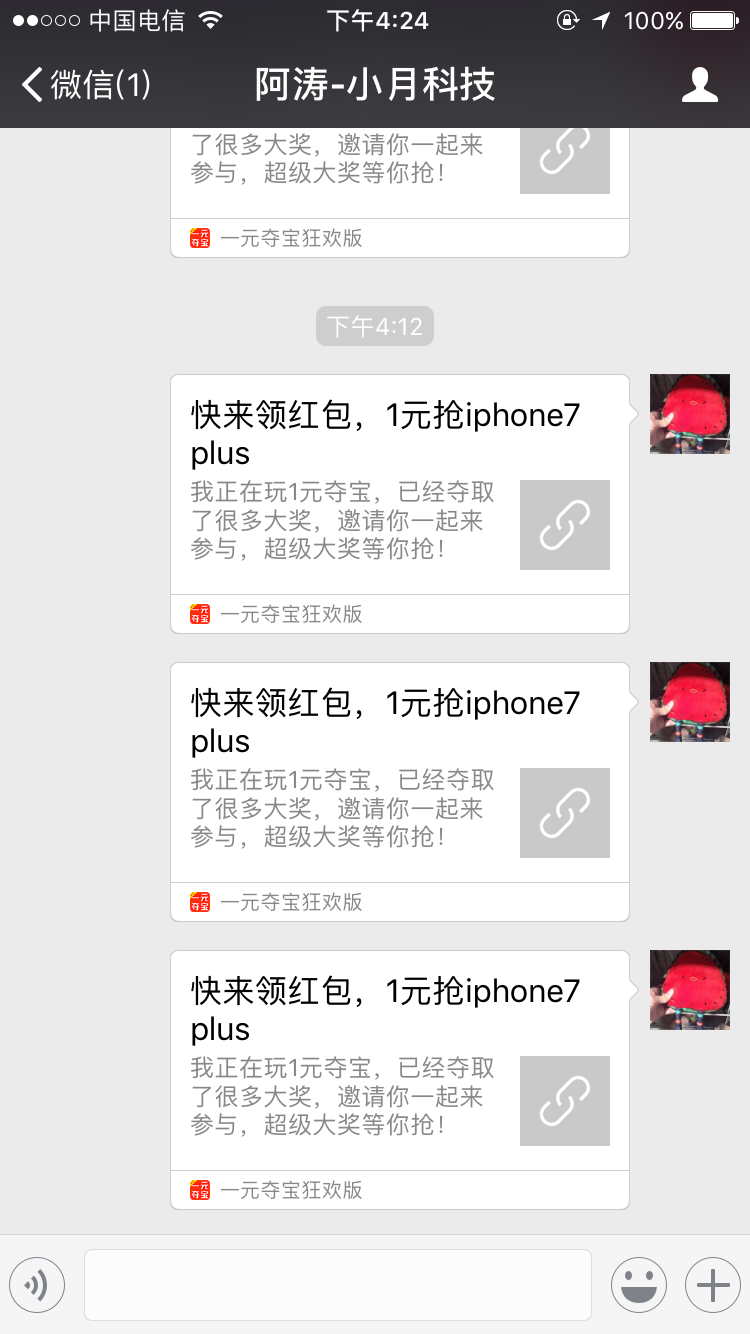 中国电信 下午4:24 100%
微信(1) 阿涛-小月科技
了很多大奖，邀请你一起来
参与，超级大奖等你抢！
一元夺宝狂欢版
下午4:12
快来领红包，1元抢iphone7
plus
我正在玩1元夺宝，已经夺取
了很多大奖，邀请你一起来
参与，超级大奖等你抢！
一元夺宝狂欢版
快来领红包，1元抢iphone7
plus
我正在玩1元夺宝，已经夺取
了很多大奖，邀请你一起来
参与，超级大奖等你抢！
一元夺宝狂欢版
快来领红包，1元抢iphone7
plus
我正在玩1元夺宝，已经夺取
了很多大奖，邀请你一起来
参与，超级大奖等你抢！
一元夺宝狂欢版